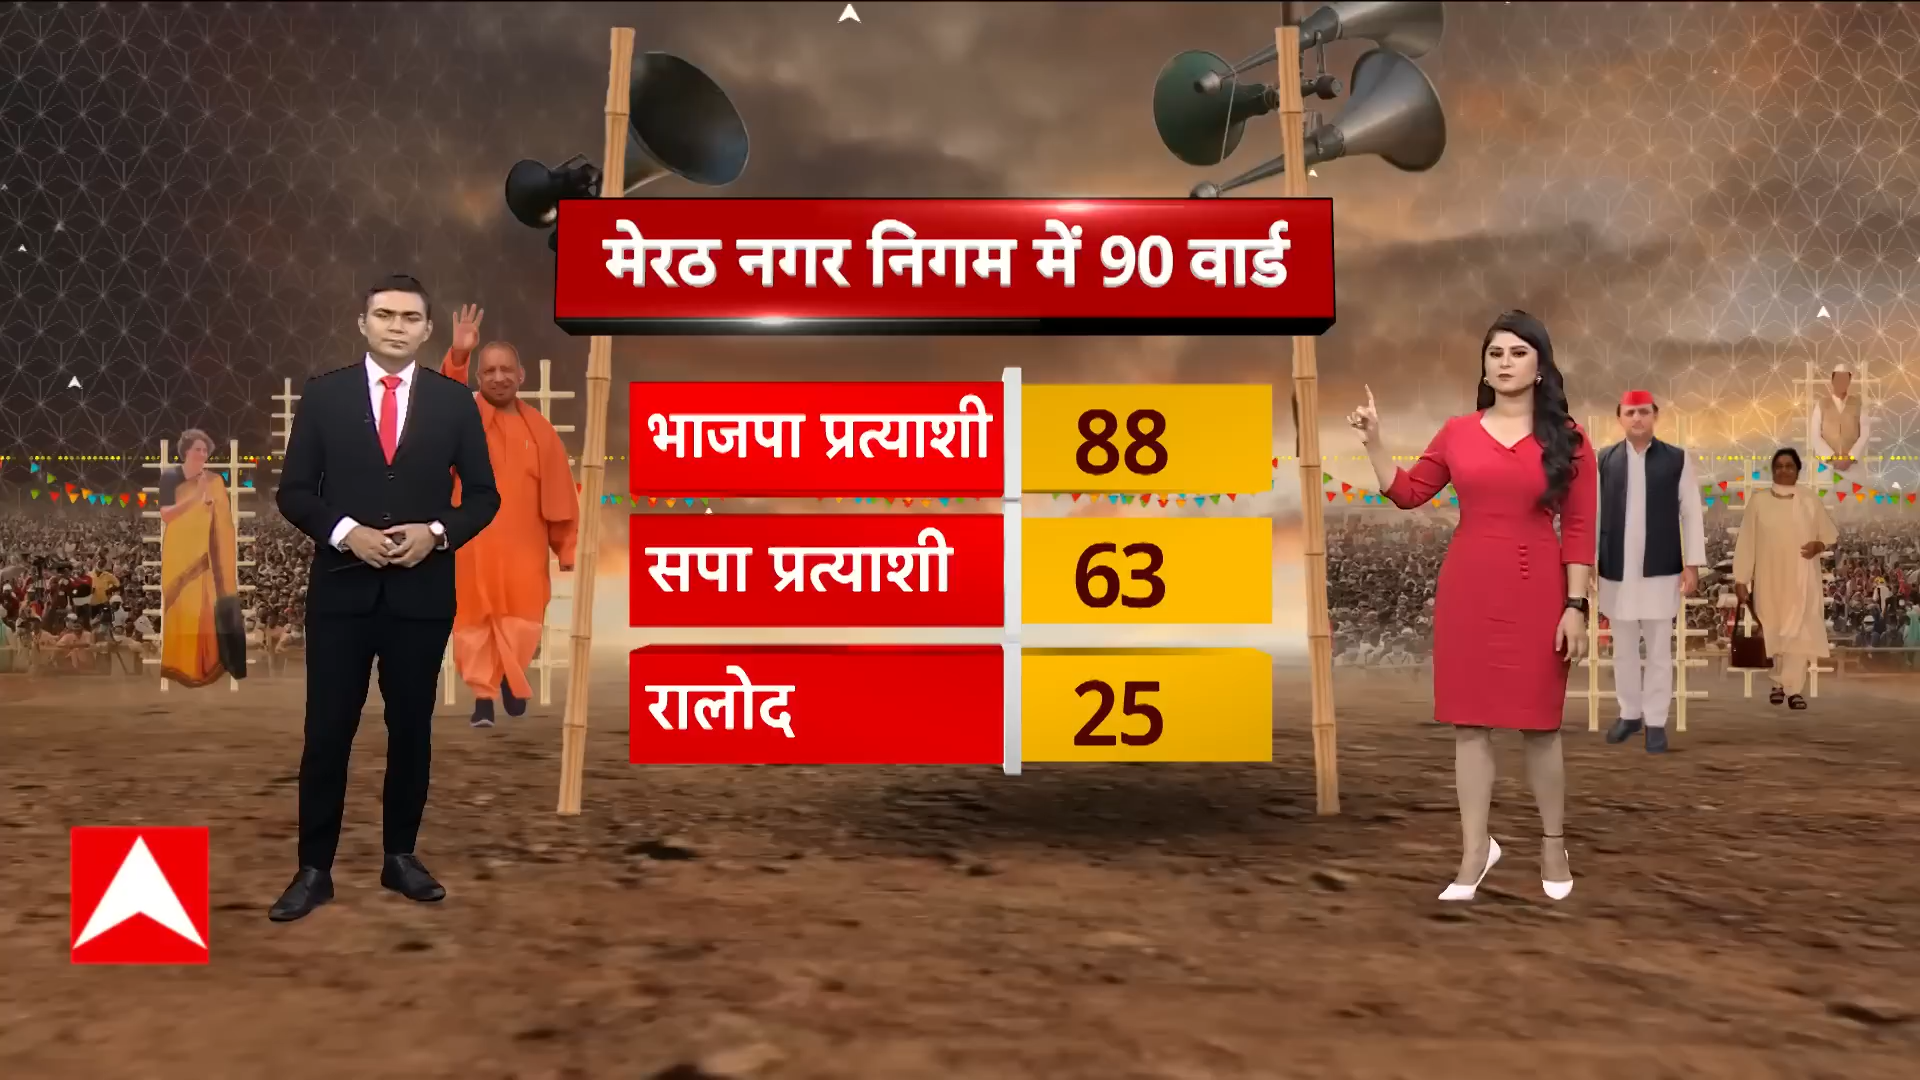 मेरठ नगर निगम में 90 वार्ड
भाजपा प्रत्याशी 88
सपा प्रत्याशी 63
रालोद 25